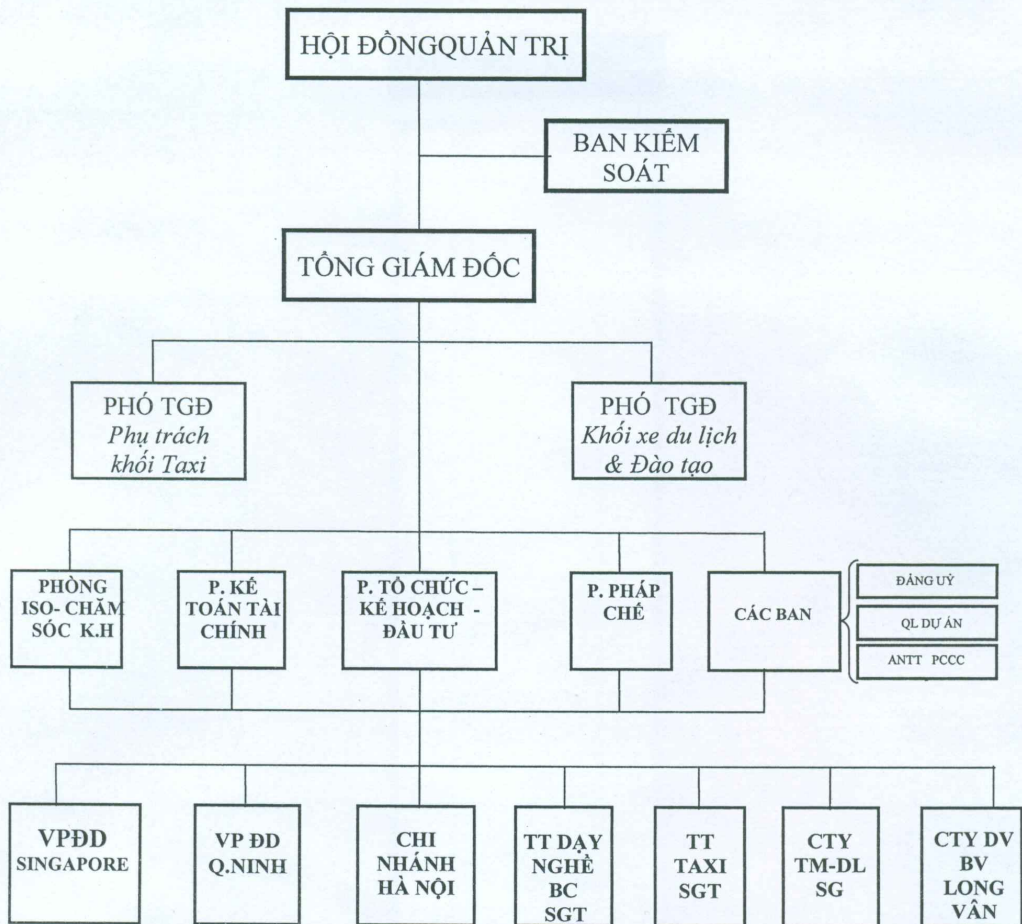 HỘI ĐỒNGQUẢN TRỊ
BAN KIỂM
SOÁT
TỔNG GIÁM ĐỐC
PHÓ TGĐ
Phụ trách
khối Taxi
PHÓ TGĐ
Khối xe du lịch
& Đào tạo
PHÒNG
ISO- CHĂM
SÓC K.H
P. KẾ
TOÁN TÀI
CHÍNH
P. TỔ CHỨC –
KẾ HOẠCH -
ĐẦU TƯ
P. PHÁP
CHẾ
CÁC BAN
ĐẢNG UỶ
QL DỰ ÁN
ANTT PCCC
VPĐD
SINGAPORE
VP ĐD
Q.NINH
CHI
NHÁNH
HÀ NỘI
TT DẠY
NGHỀ
BC
SGT
TT
TAXI
SGT
CTY
TM-DL
SG
CTY DV
BV
LONG
VÂN